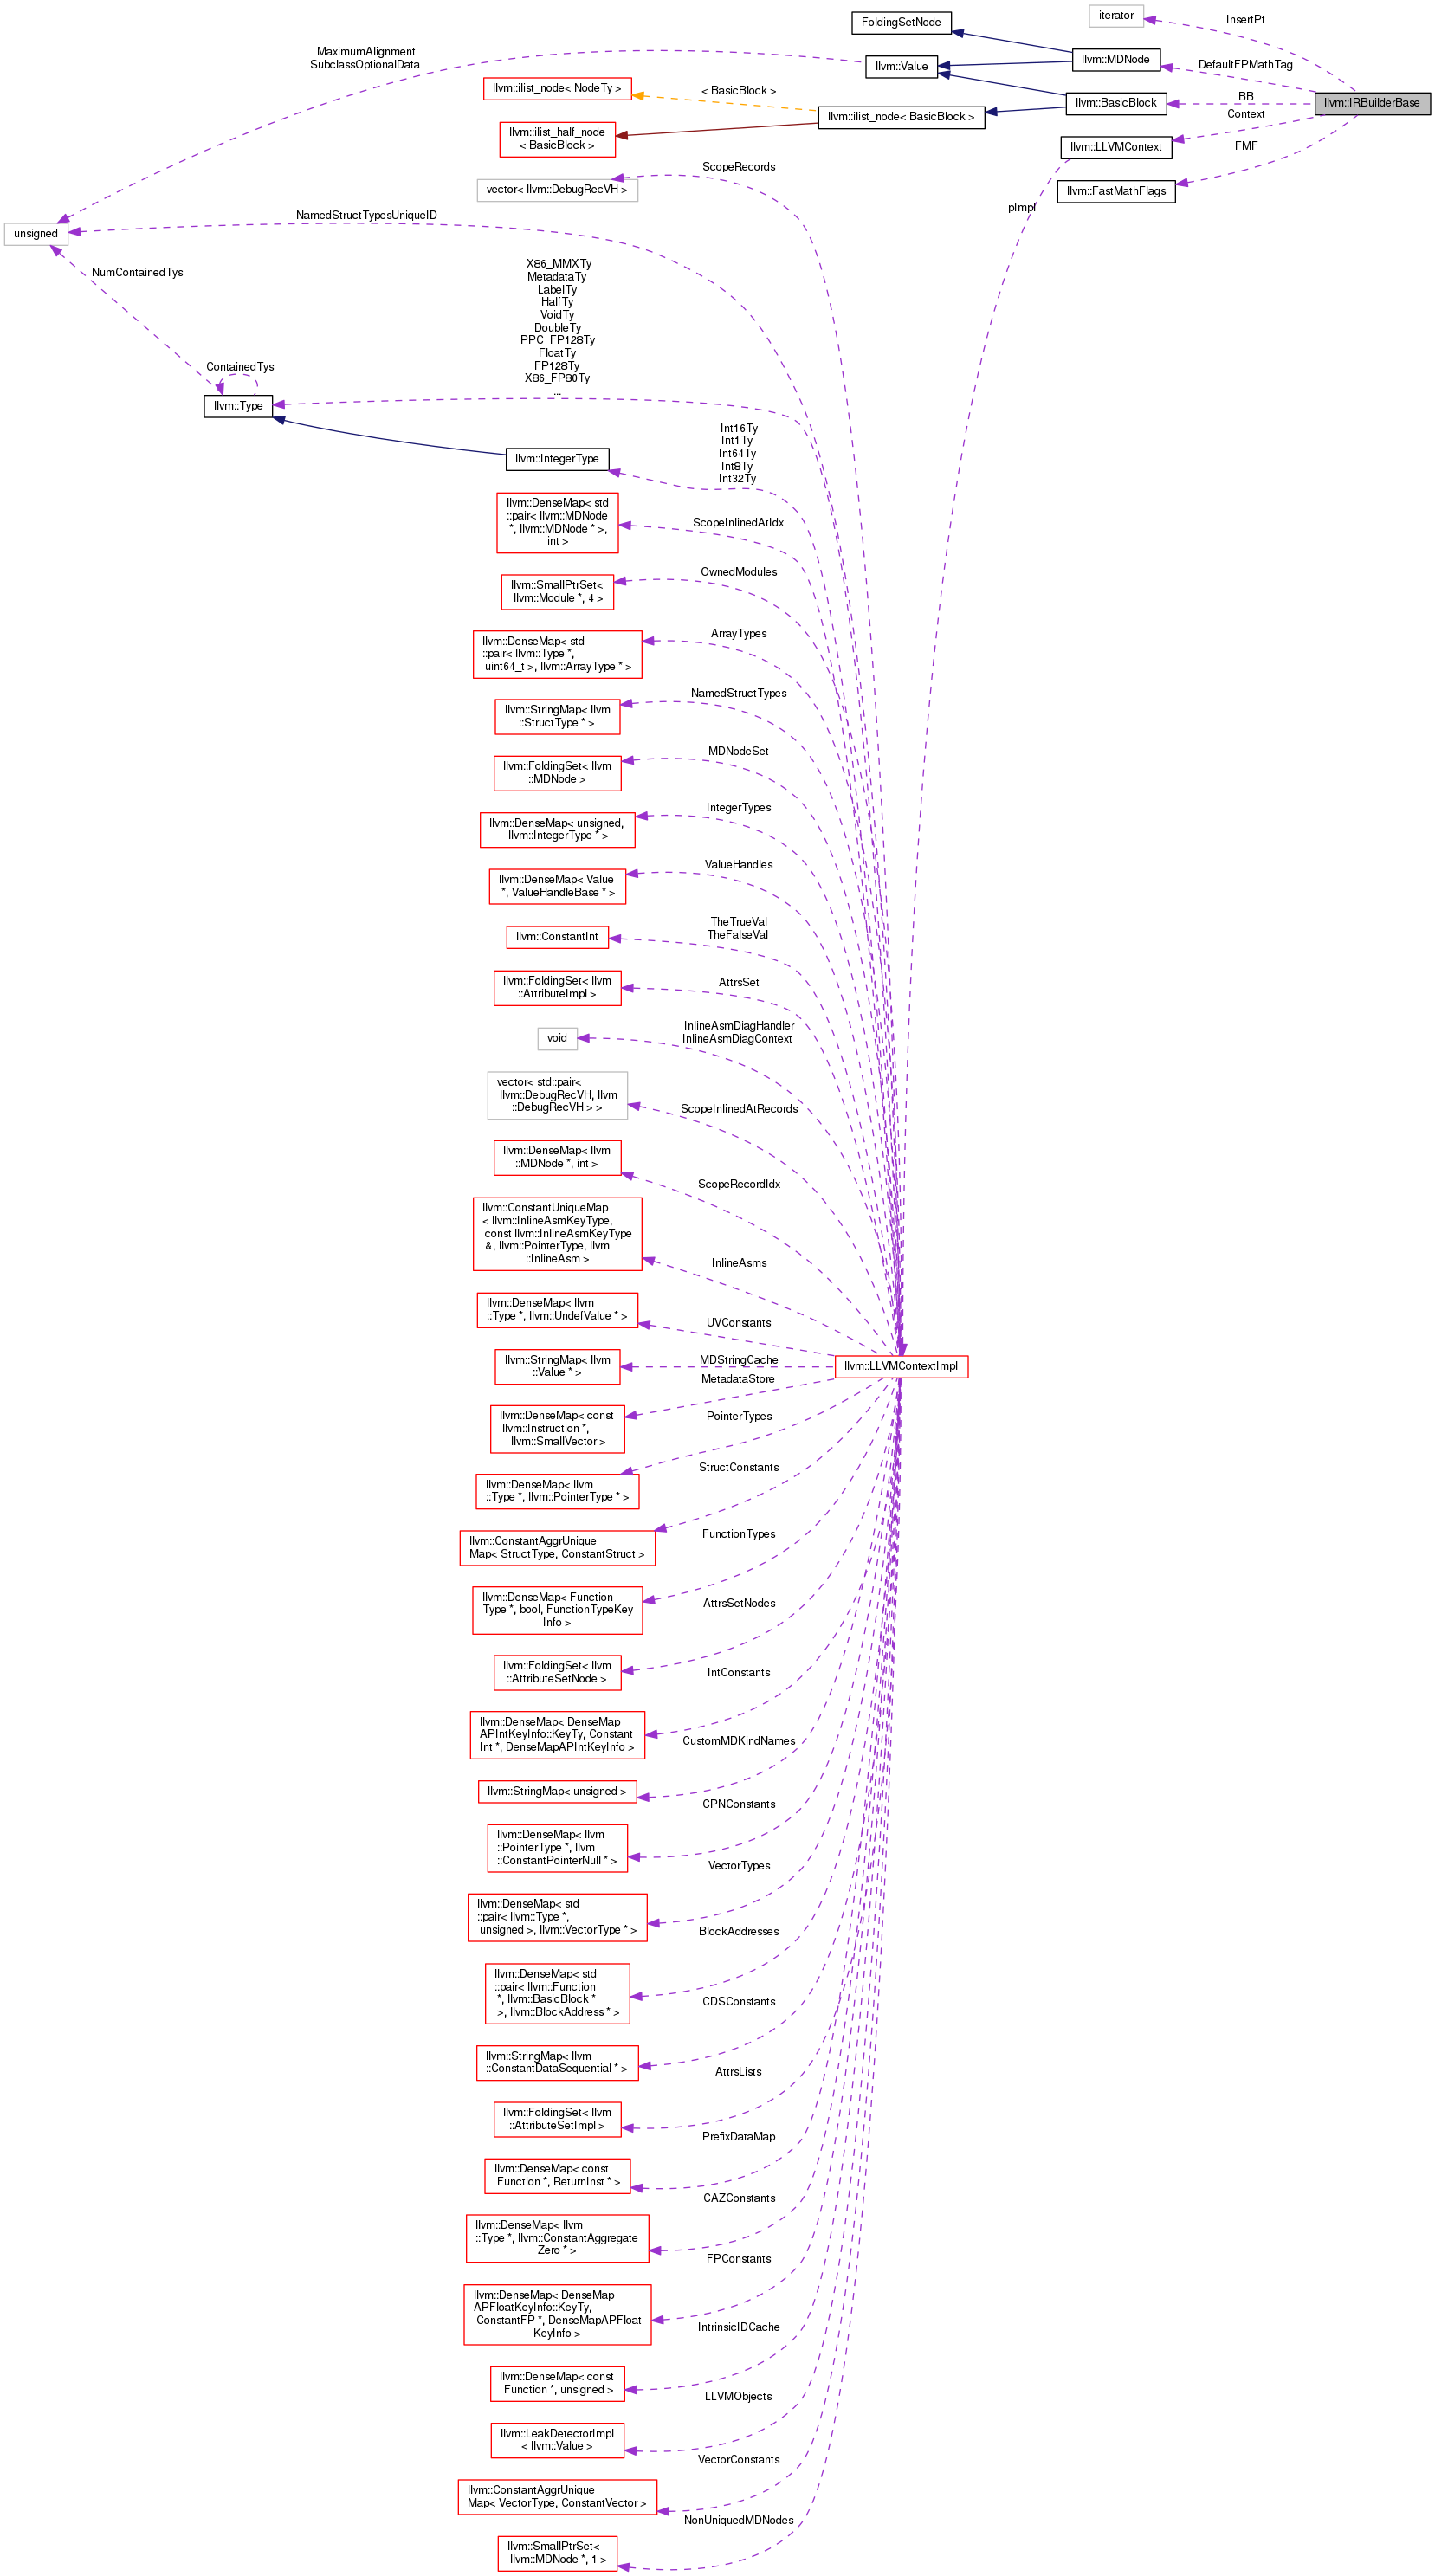 iterator
InsertPt
FoldingSetNode
MaximumAlignment
SubclassOptionalData
llvm::Value
llvm::MDNode
DefaultFPMathTag
llvm::ilist_node< NodeTy >
< BasicBlock >
llvm::BasicBlock
BB
llvm::IRBuilderBase
llvm::ilist_node< BasicBlock >
Context
llvm::ilist_half_node
< BasicBlock >
llvm::LLVMContext
FMF
ScopeRecords
vector< llvm::DebugRecVH >
llvm::FastMathFlags
pImpl
NamedStructTypesUniqueID
unsigned
NumContainedTys
X86_MMXTy
MetadataTy
LabelTy
HalfTy
VoidTy
DoubleTy
PPC_FP128Ty
FloatTy
FP128Ty
X86_FP80Ty
...
ContainedTys
llvm::Type
llvm::IntegerType
Int16Ty
Int1Ty
Int64Ty
Int8Ty
Int32Ty
llvm::DenseMap< std
::pair< llvm::MDNode
*, llvm::MDNode * >,
int >
ScopeInlinedAtIdx
llvm::SmallPtrSet<
llvm::Module *, 4 >
OwnedModules
llvm::DenseMap< std
::pair< llvm::Type *,
uint64_t >, llvm::ArrayType * >
ArrayTypes
llvm::StringMap< llvm
::StructType * >
NamedStructTypes
llvm::FoldingSet< llvm
::MDNode >
MDNodeSet
llvm::DenseMap< unsigned,
llvm::IntegerType * >
IntegerTypes
llvm::DenseMap< Value
*, ValueHandleBase * >
ValueHandles
llvm::ConstantInt
TheTrueVal
TheFalseVal
llvm::FoldingSet< llvm
::AttributeImpl >
AttrsSet
void
InlineAsmDiagHandler
InlineAsmDiagContext
vector< std::pair<
llvm::DebugRecVH, llvm
::DebugRecVH > >
ScopeInlinedAtRecords
llvm::DenseMap< llvm
::MDNode *, int >
ScopeRecordIdx
llvm::ConstantUniqueMap
< llvm::InlineAsmKeyType,
const llvm::InlineAsmKeyType
&, llvm::PointerType, llvm
::InlineAsm >
InlineAsms
llvm::DenseMap< llvm
::Type *, llvm::UndefValue * >
UVConstants
llvm::StringMap< llvm
::Value * >
MDStringCache
llvm::LLVMContextImpl
MetadataStore
llvm::DenseMap< const
llvm::Instruction *,
llvm::SmallVector >
PointerTypes
llvm::DenseMap< llvm
::Type *, llvm::PointerType * >
StructConstants
llvm::ConstantAggrUnique
Map< StructType, ConstantStruct >
FunctionTypes
llvm::DenseMap< Function
Type *, bool, FunctionTypeKey
Info >
AttrsSetNodes
llvm::FoldingSet< llvm
::AttributeSetNode >
IntConstants
llvm::DenseMap< DenseMap
APIntKeyInfo::KeyTy, Constant
Int *, DenseMapAPIntKeyInfo >
CustomMDKindNames
llvm::StringMap< unsigned >
CPNConstants
llvm::DenseMap< llvm
::PointerType *, llvm
::ConstantPointerNull * >
VectorTypes
llvm::DenseMap< std
::pair< llvm::Type *,
unsigned >, llvm::VectorType * >
BlockAddresses
llvm::DenseMap< std
::pair< llvm::Function
*, llvm::BasicBlock *
>, llvm::BlockAddress * >
CDSConstants
llvm::StringMap< llvm
::ConstantDataSequential * >
AttrsLists
llvm::FoldingSet< llvm
::AttributeSetImpl >
PrefixDataMap
llvm::DenseMap< const
Function *, ReturnInst * >
CAZConstants
llvm::DenseMap< llvm
::Type *, llvm::ConstantAggregate
Zero * >
FPConstants
llvm::DenseMap< DenseMap
APFloatKeyInfo::KeyTy,
ConstantFP *, DenseMapAPFloat
KeyInfo >
IntrinsicIDCache
llvm::DenseMap< const
Function *, unsigned >
LLVMObjects
llvm::LeakDetectorImpl
< llvm::Value >
VectorConstants
llvm::ConstantAggrUnique
Map< VectorType, ConstantVector >
NonUniquedMDNodes
llvm::SmallPtrSet<
llvm::MDNode *, 1 >